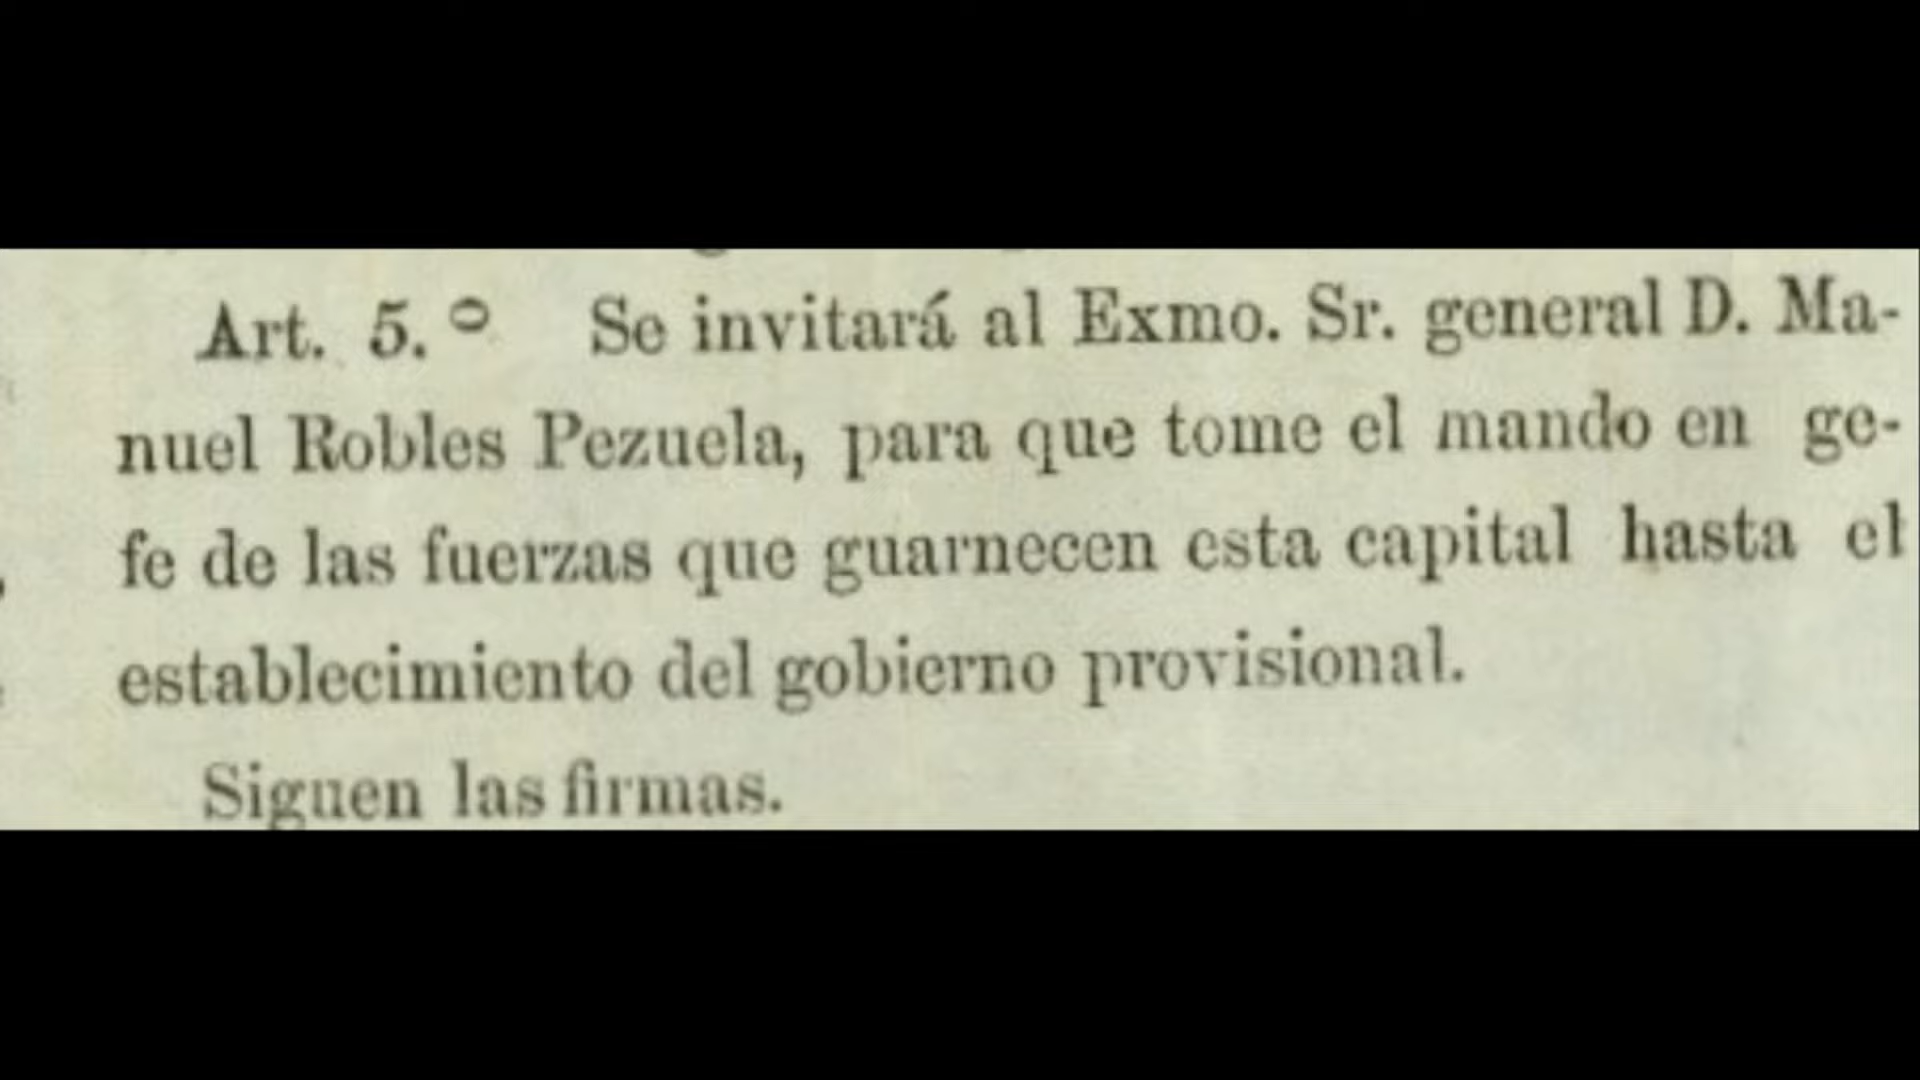 Art. 5.º Se invitará al Exmo. Sr. general D. Ma-
nuel Robles Pezuela, para que tome el mando en ge-
fe de las fuerzas que guarnecen esta capital hasta el
establecimiento del gobierno provisional.
Siguen las firmas.